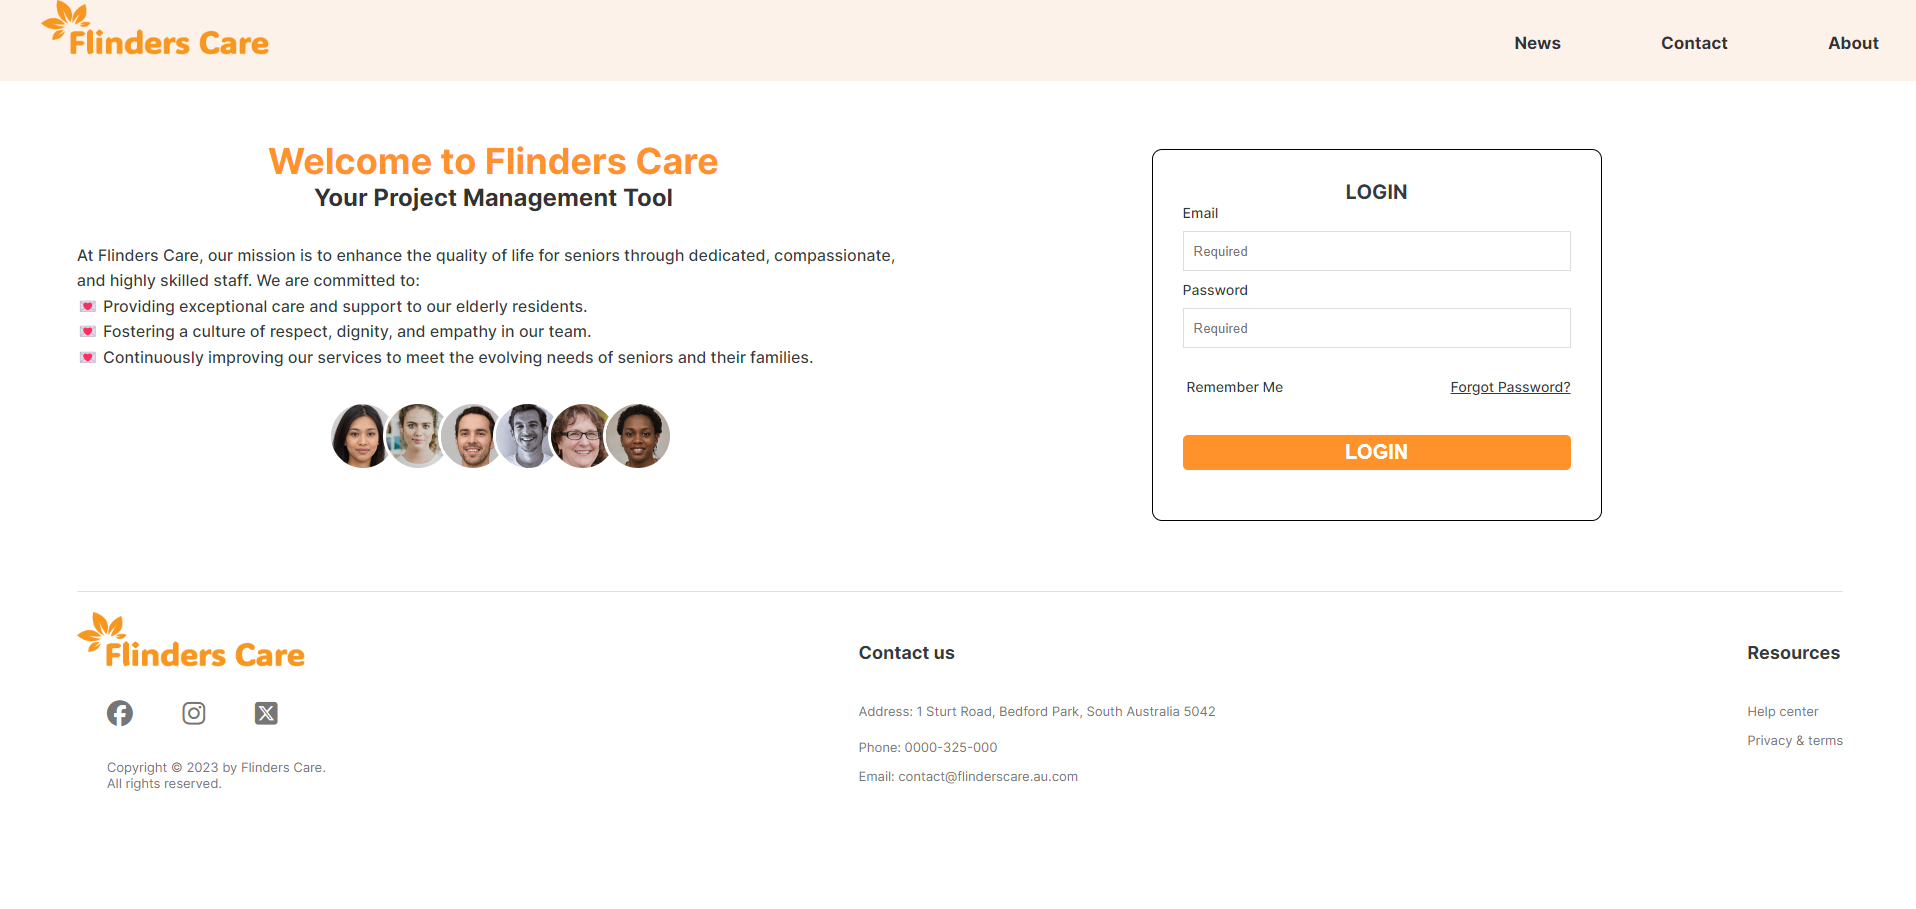 Flinders Care
News
Contact
About
Welcome to Flinders Care
Your Project Management Tool
At Flinders Care, our mission is to enhance the quality of life for seniors through dedicated, compassionate,
and highly skilled staff. We are committed to:
💌 Providing exceptional care and support to our elderly residents.
💌 Fostering a culture of respect, dignity, and empathy in our team.
💌 Continuously improving our services to meet the evolving needs of seniors and their families.
LOGIN
Email
Required
Password
Required
Remember Me
Forgot Password?
LOGIN
Flinders Care
Copyright © 2023 by Flinders Care.
All rights reserved.
Contact us
Address: 1 Sturt Road, Bedford Park, South Australia 5042
Phone: 0000-325-000
Email: contact@flinderscare.au.com
Resources
Help center
Privacy & terms